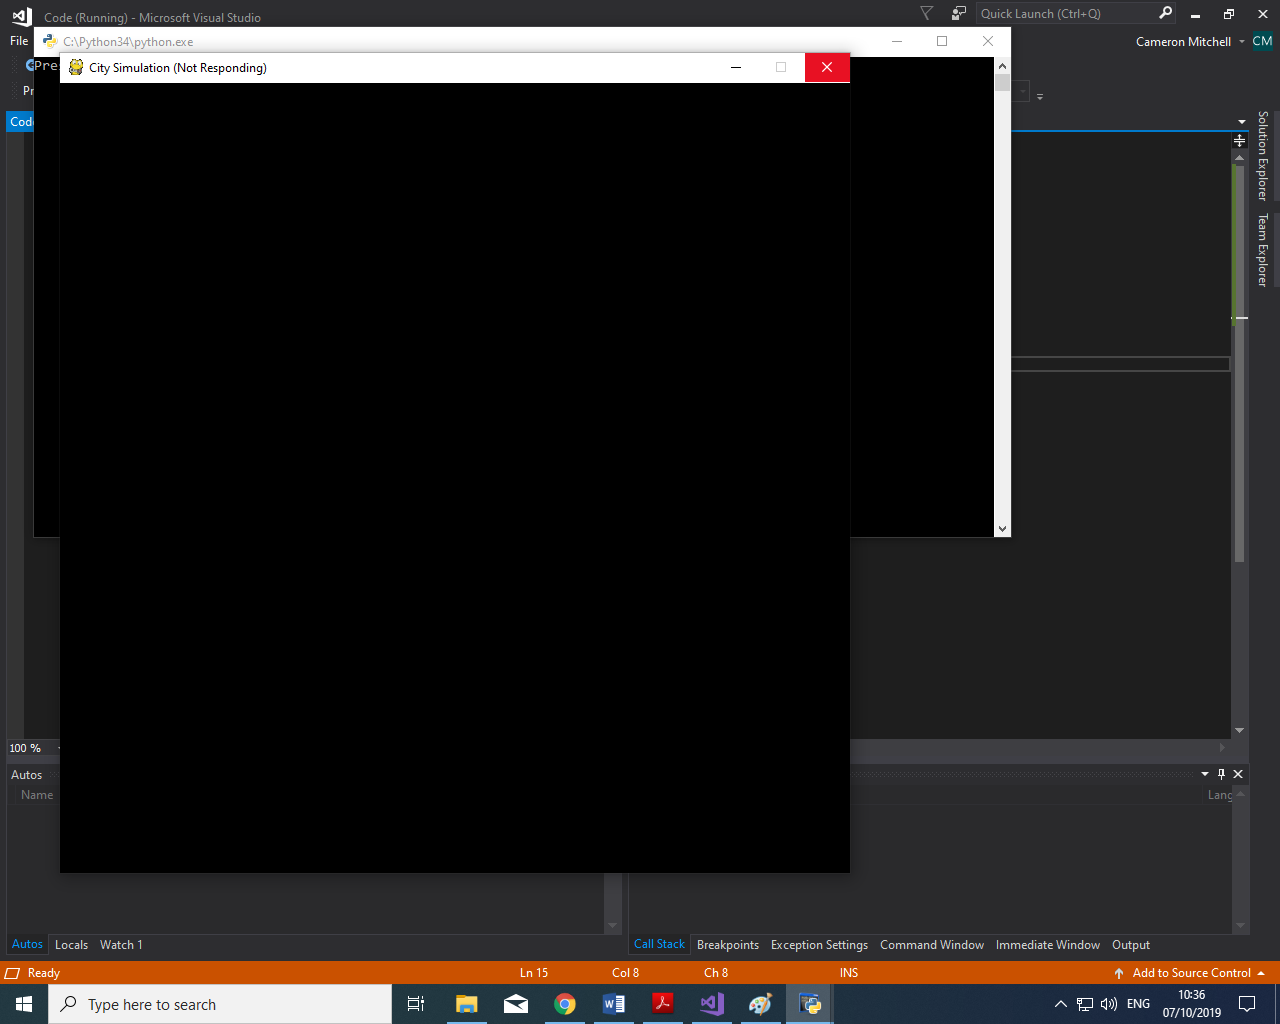 Code (Running) - Microsoft Visual Studio
Quick Launch (Ctrl+Q)
File
C:\Python34\python.exe
Cameron Mitchell
CM
Pres
City Simulation (Not Responding)
Pr
Code
Solution Explorer
Team Explorer
100 %
Autos
Name
Lang
Autos Locals Watch 1
Call Stack Breakpoints Exception Settings Command Window Immediate Window Output
Ready
Ln 15
Col 8
Ch 8
INS
Add to Source Control
Type here to search
ENG
10:36
07/10/2019